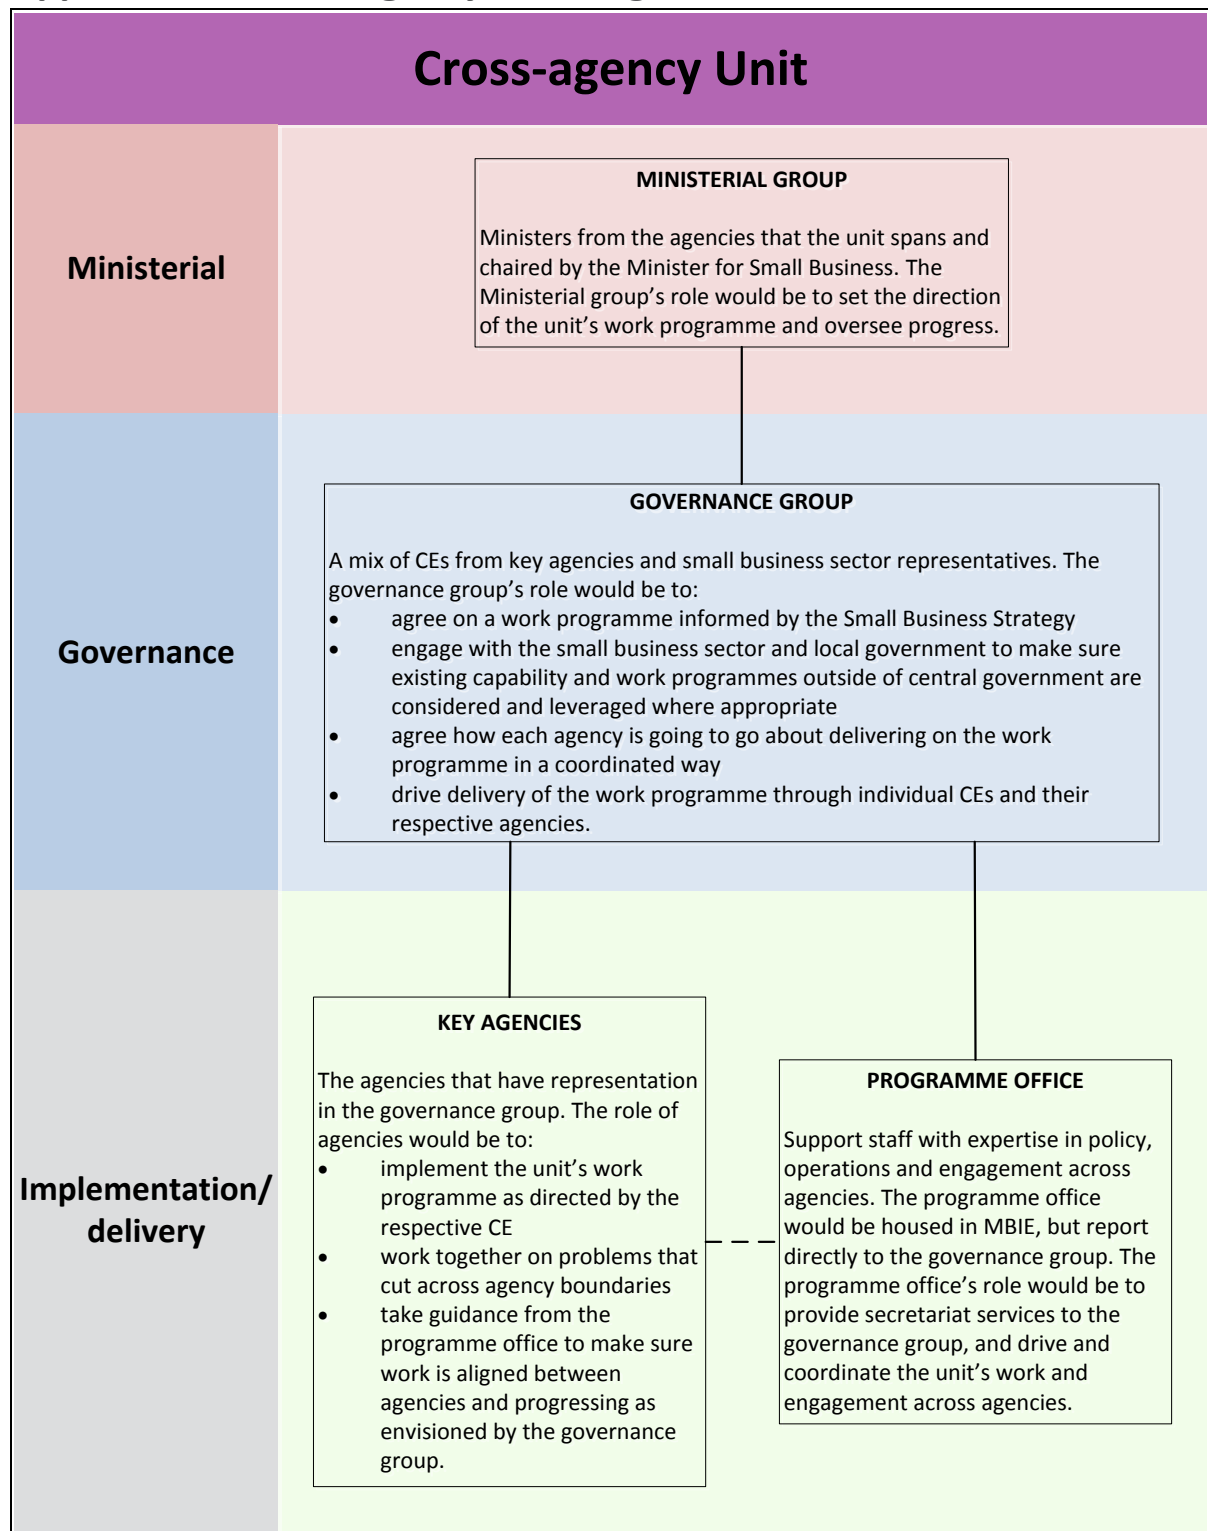 Cross-agency Unit
Ministerial
MINISTERIAL GROUP
Ministers from the agencies that the unit spans and
chaired by the Minister for Small Business. The
Ministerial group’s role would be to set the direction
of the unit’s work programme and oversee progress.
Governance
GOVERNANCE GROUP
A mix of CEs from key agencies and small business sector representatives. The
governance group’s role would be to:
• agree on a work programme informed by the Small Business Strategy
• engage with the small business sector and local government to make sure
existing capability and work programmes outside of central government are
considered and leveraged where appropriate
• agree how each agency is going to go about delivering on the work
programme in a coordinated way
• drive delivery of the work programme through individual CEs and their
respective agencies.
Implementation/
delivery
KEY AGENCIES
The agencies that have representation
in the governance group. The role of
agencies would be to:
• implement the unit’s work
programme as directed by the
respective CE
• work together on problems that
cut across agency boundaries
• take guidance from the
programme office to make sure
work is aligned between
agencies and progressing as
envisioned by the governance
group.
PROGRAMME OFFICE
Support staff with expertise in policy,
operations and engagement across
agencies. The programme office
would be housed in MBIE, but report
directly to the governance group. The
programme office’s role would be to
provide secretariat services to the
governance group, and drive and
coordinate the unit’s work and
engagement across agencies.